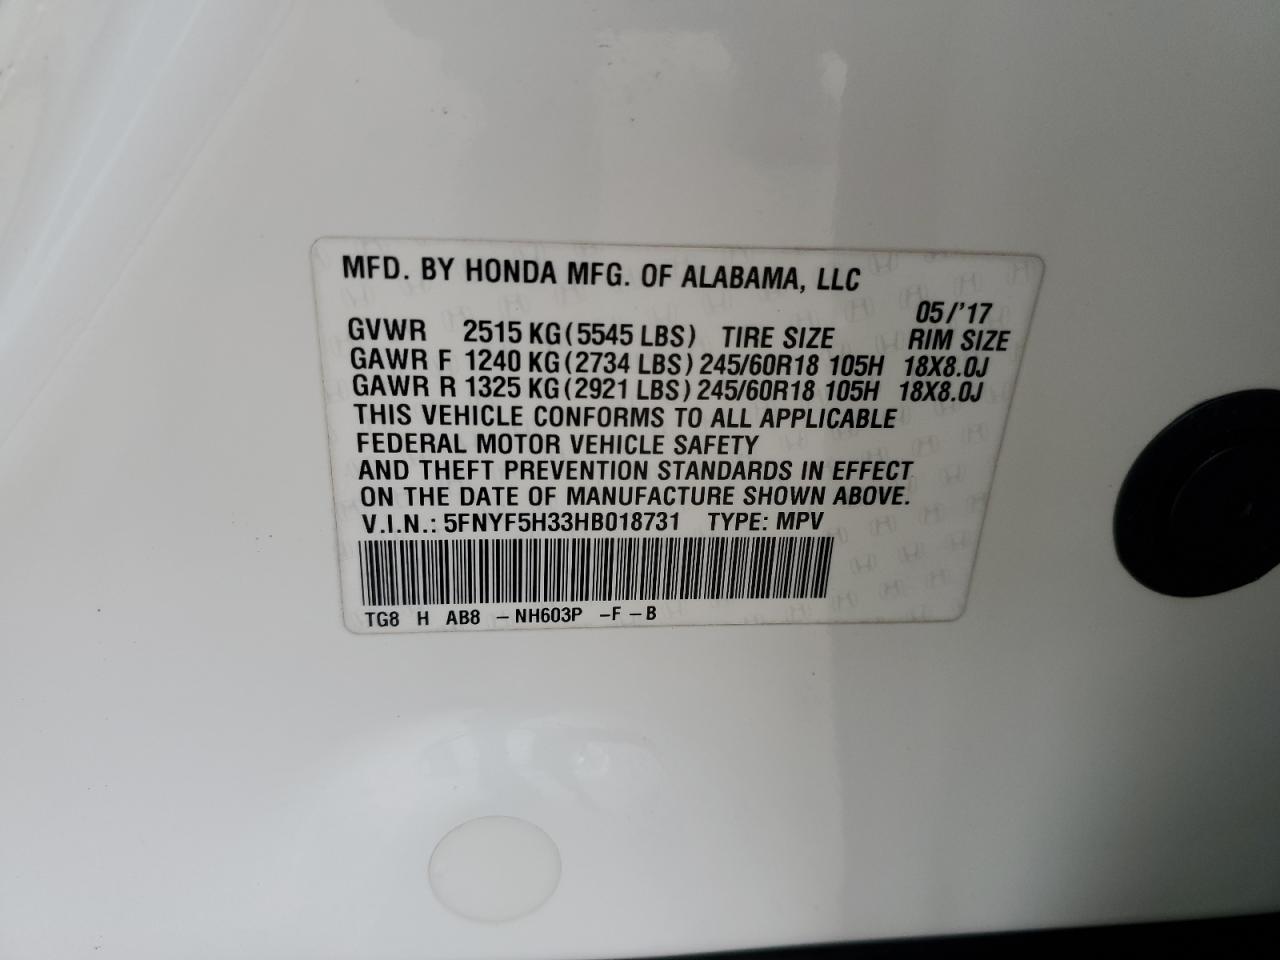 MFD. BY HONDA MFG. OF ALABAMA, LLC
05/'17
GVWR 2515 KG (5545 LBS) TIRE SIZE RIM SIZE
GAWR F 1240 KG (2734 LBS) 245/60R18 105H 18X8.0J
GAWR R 1325 KG (2921 LBS) 245/60R18 105H 18X8.0J
THIS VEHICLE CONFORMS TO ALL APPLICABLE
FEDERAL MOTOR VEHICLE SAFETY
AND THEFT PREVENTION STANDARDS IN EFFECT
ON THE DATE OF MANUFACTURE SHOWN ABOVE.
V.I.N.: 5FNYF5H33HB018731 TYPE: MPV
TG8 H AB8 - NH603P -F - B